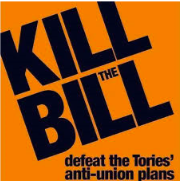 KILL
THE
BILL
defeat the Tories'
anti-union plans